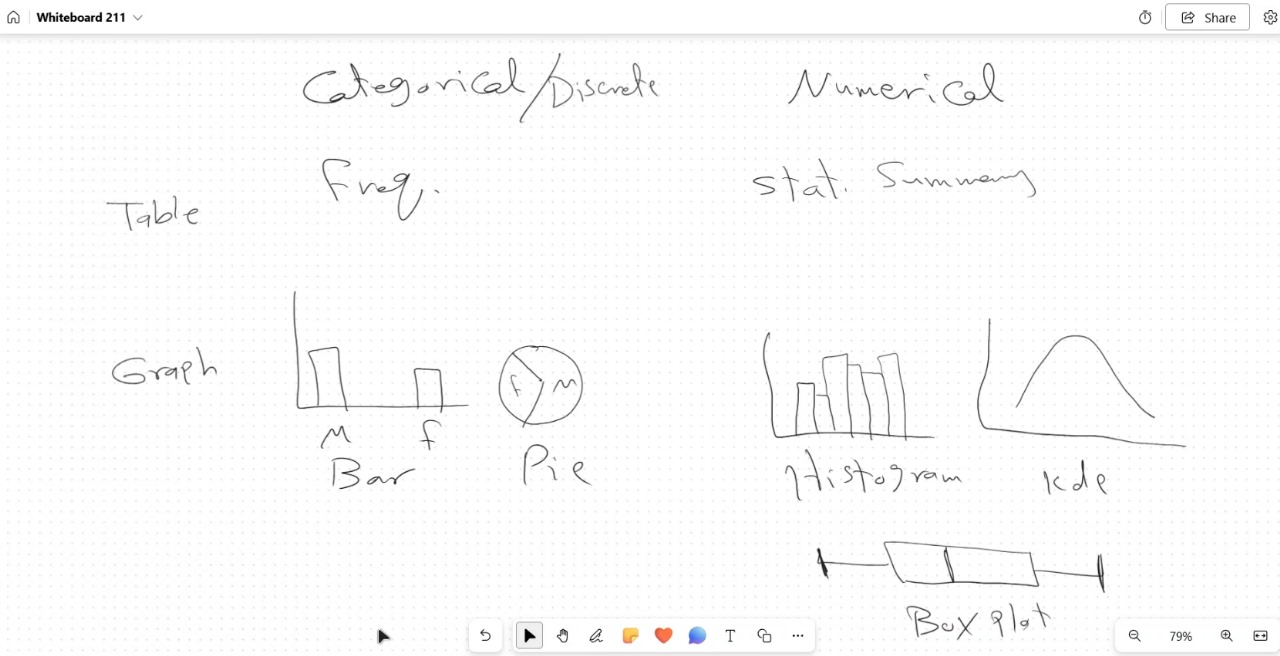 Whiteboard 211
Share
Categorical/Discrete
Numerical
Table
Freq.
Stat. Summary
Graph
M
f
Bar
f
M
Pie
Histogram
Kde
Box plot
T
79%